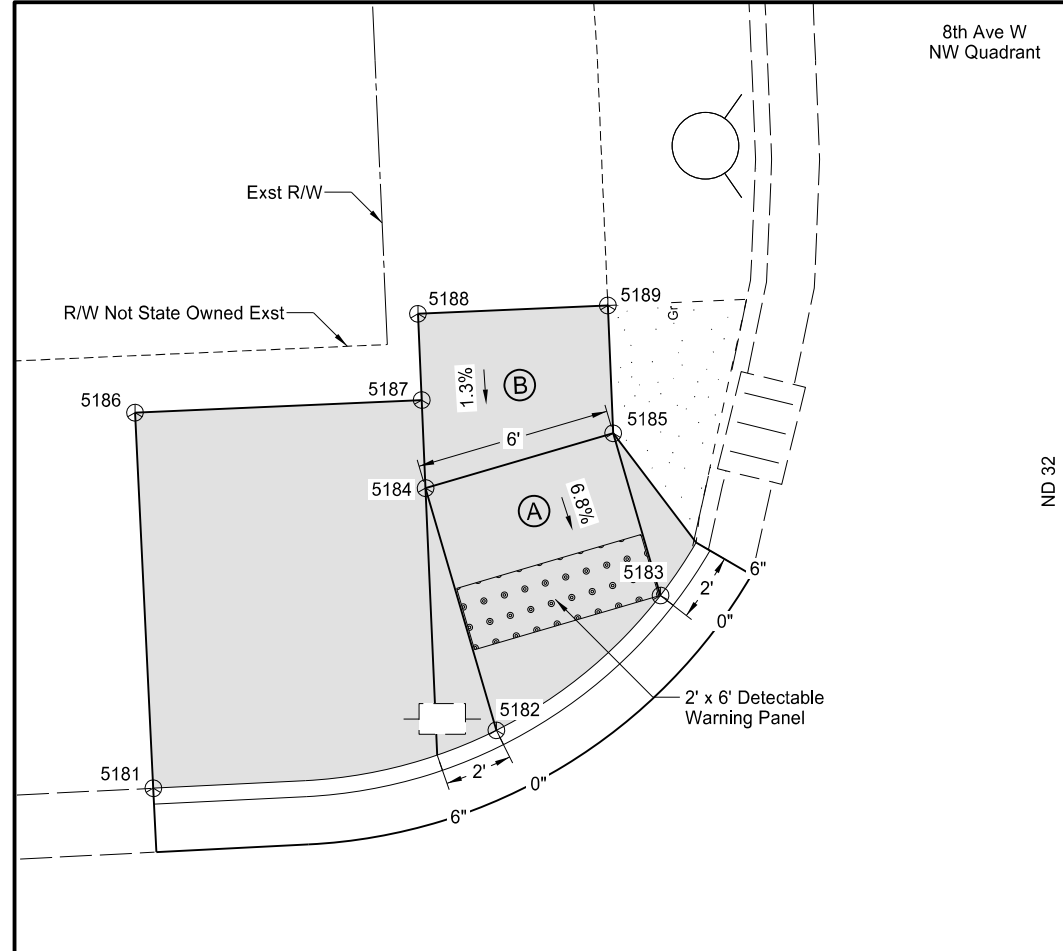 8th Ave W
NW Quadrant
Exst R/W
R/W Not State Owned Exst
5188
5189
Gr
1.3%
B
5186
5187
5185
6'
5184
A
6.8%
ND 32
5183
6"
2'
0"
2' x 6' Detectable
Warning Panel
5182
5181
2'
0"
6"